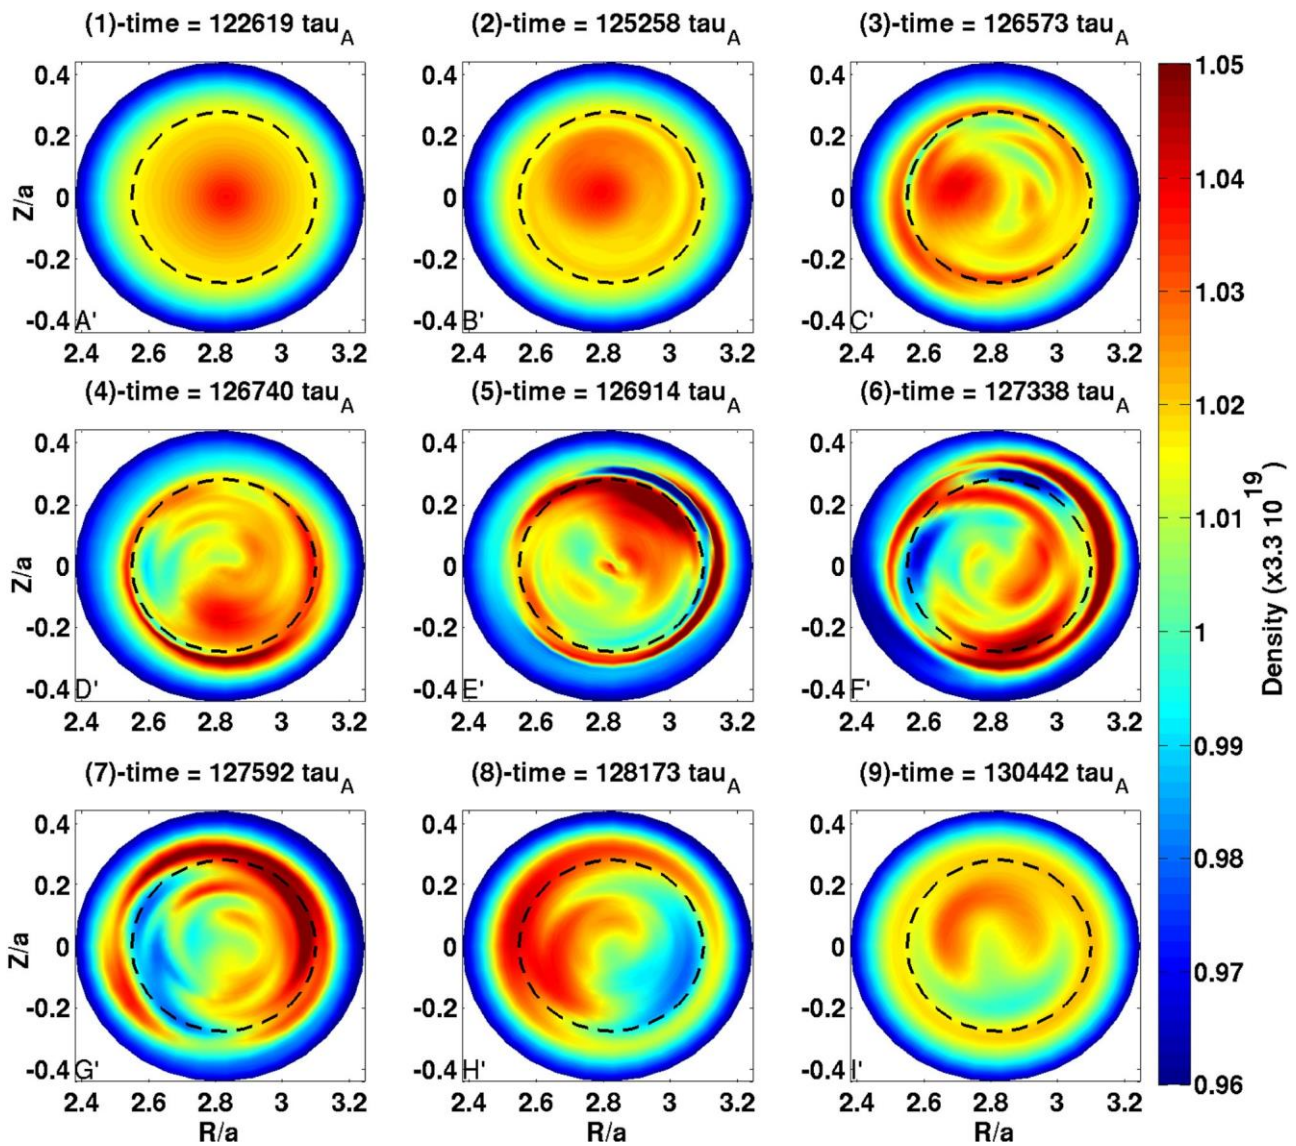 (1)-time = 122619 tau_A (2)-time = 125258 tau_A (3)-time = 126573 tau_A
0.4 0.4 0.4 1.05
0.2 0.2 0.2 1.04
Z/a 0 0 0
-0.2 -0.2 -0.2 1.03
-0.4 A' -0.4 B' -0.4 C'
2.4 2.6 2.8 3 3.2 2.4 2.6 2.8 3 3.2 2.4 2.6 2.8 3 3.2
(4)-time = 126740 tau_A (5)-time = 126914 tau_A (6)-time = 127338 tau_A
1.02
0.4 0.4 0.4
0.2 0.2 0.2 1.01
Z/a 0 0 0
-0.2 -0.2 -0.2 1
-0.4 D' -0.4 E' -0.4 F'
2.4 2.6 2.8 3 3.2 2.4 2.6 2.8 3 3.2 2.4 2.6 2.8 3 3.2
Density (x3.3 10^19 )
0.99
(7)-time = 127592 tau_A (8)-time = 128173 tau_A (9)-time = 130442 tau_A
0.4 0.4 0.4
0.98
0.2 0.2 0.2
Z/a 0 0 0
0.97
-0.2 -0.2 -0.2
-0.4 G' -0.4 H' -0.4 I'
0.96
2.4 2.6 2.8 3 3.2 2.4 2.6 2.8 3 3.2 2.4 2.6 2.8 3 3.2
R/a R/a R/a